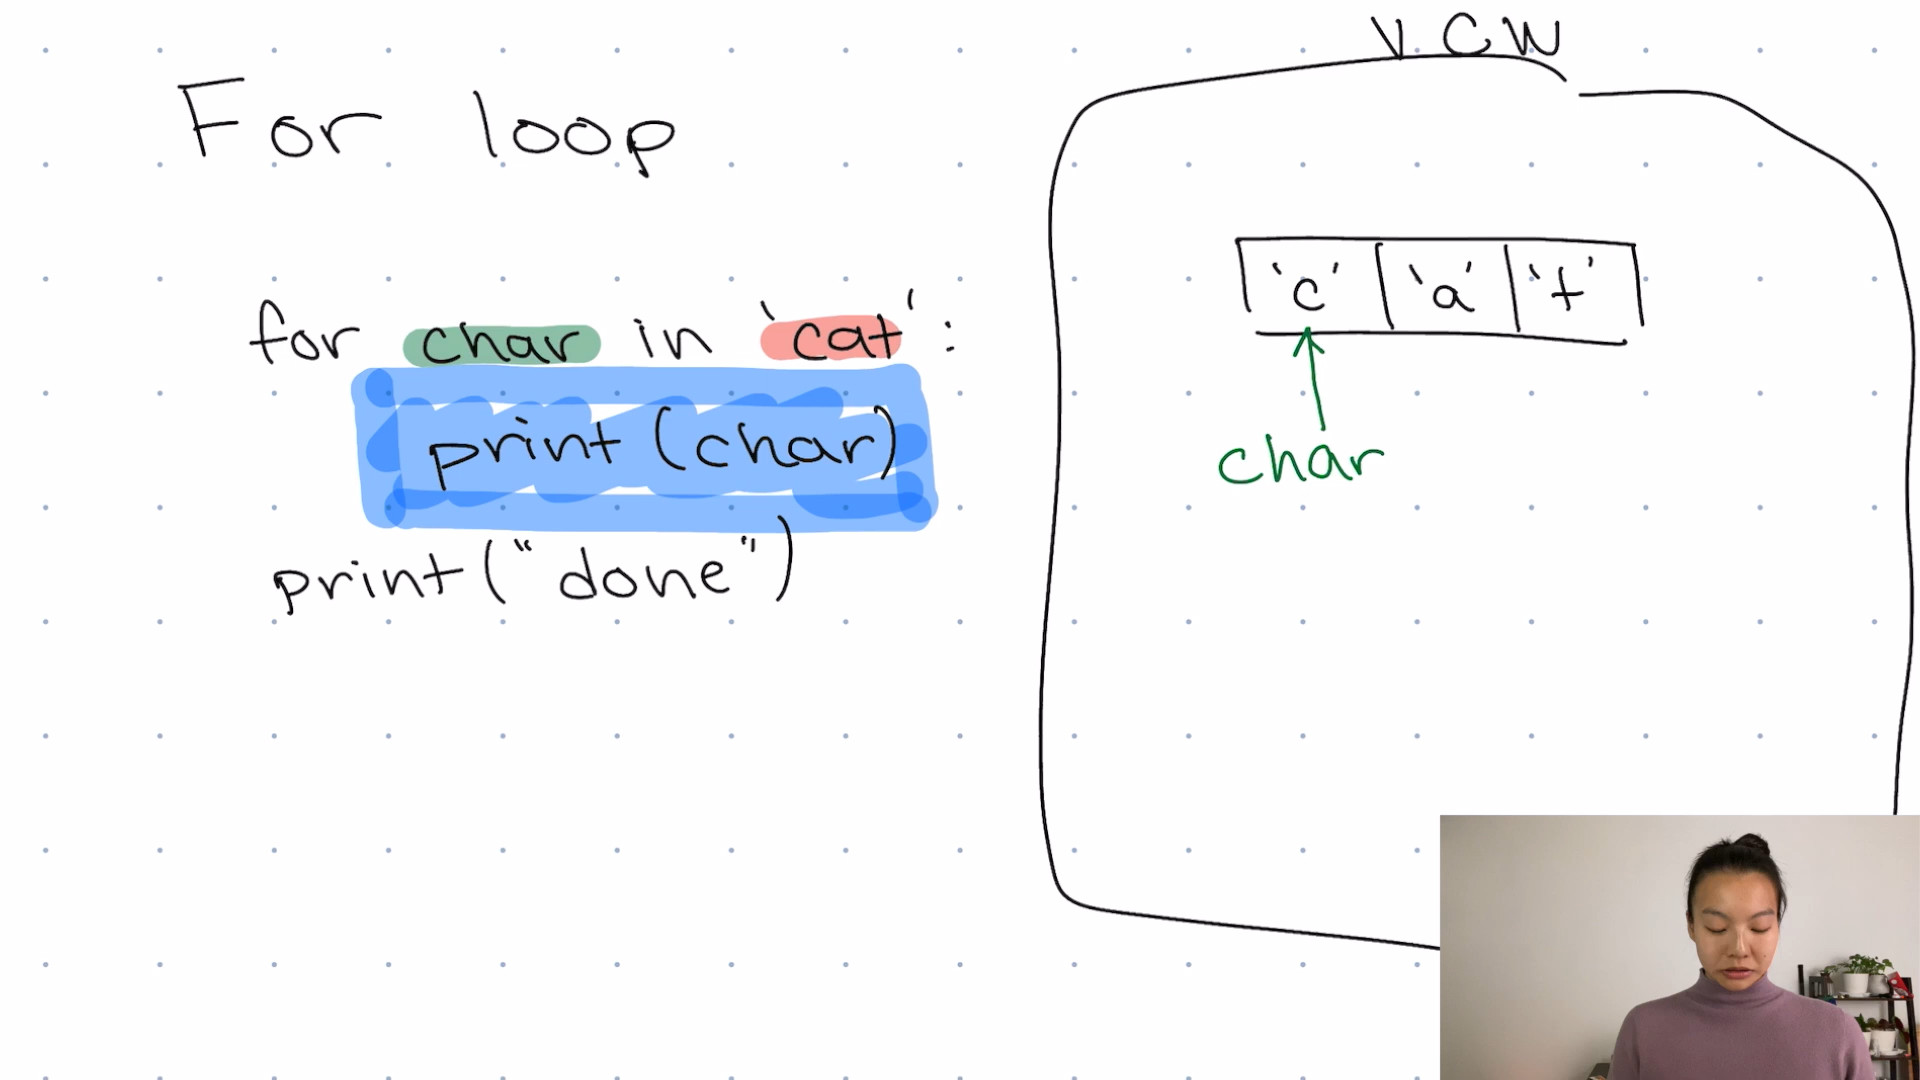 For loop
for char in 'cat':
print (char)
print ("done")
V C W
'c' 'a' 't'
char